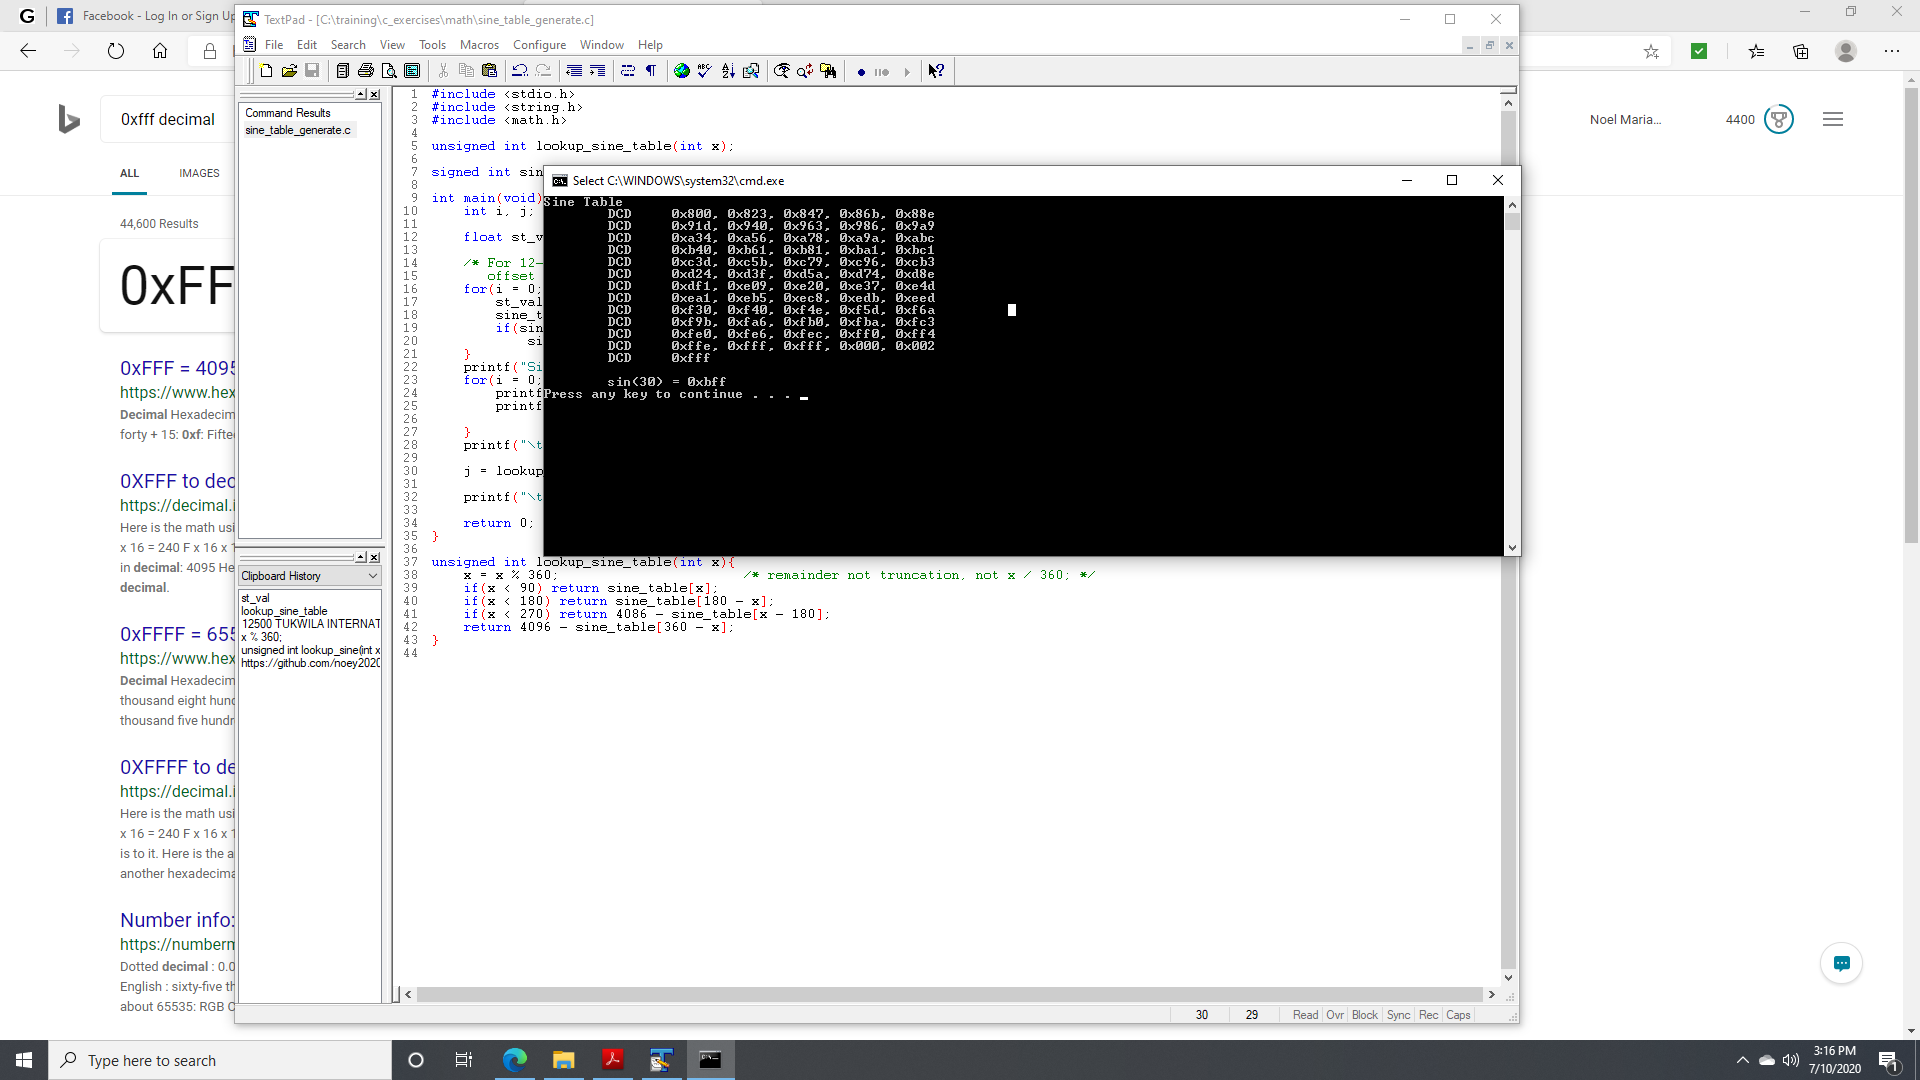 G
Facebook - Log In or Sign Up
TextPad - [C:\training\c_exercises\math\sine_table_generate.c]
File Edit Search View Tools Macros Configure Window Help
0xfff decimal
Noel Maria...
4400
ALL IMAGES
44,600 Results
0xFF
0xFFF = 4095
https://www.hex
Decimal Hexadecim
forty + 15: 0xf: Fifte
0XFFF to dec
https://decimal.i
Here is the math usi
x 16 = 240 F x 16 x 1
in decimal: 4095 He
decimal.
0xFFFF = 655
https://www.hex
Decimal Hexadecim
thousand eight hund
thousand five hundr
0XFFFF to de
https://decimal.i
Here is the math usi
x 16 = 240 F x 16 x 1
is to it. Here is the a
another hexadecima
Number info:
https://numberm
Dotted decimal : 0.0
English : sixty-five th
about 65535: RGB C
Command Results
sine_table_generate.c
Clipboard History
st_val
lookup_sine_table
12500 TUKWILA INTERNAT
x % 360;
unsigned int lookup_sine(int x
https://github.com/noey2020
1 #include <stdio.h>
2 #include <string.h>
3 #include <math.h>
4
5 unsigned int lookup_sine_table(int x);
6
7 signed int sin
8
9 int main(void)
10 int i, j;
11
12 float st_v
13
14 /* For 12-
15 offset
16 for(i = 0;
17 st_val
18 sine_t
19 if(sin
20 si
21 }
22 printf("Si
23 for(i = 0;
24 printf
25 printf
26
27 }
28 printf("\t
29
30 j = lookup
31
32 printf("\t
33
34 return 0;
35 }
36
37 unsigned int lookup_sine_table(int x){
38 x = x % 360; /* remainder not truncation, not x / 360; */
39 if(x < 90) return sine_table[x];
40 if(x < 180) return sine_table[180 - x];
41 if(x < 270) return 4086 - sine_table[x - 180];
42 return 4096 - sine_table[360 - x];
43 }
44
Select C:\WINDOWS\system32\cmd.exe
Sine Table
DCD 0x800, 0x823, 0x847, 0x86b, 0x88e
DCD 0x91d, 0x940, 0x963, 0x986, 0x9a9
DCD 0xa34, 0xa56, 0xa78, 0xa9a, 0xabc
DCD 0xb40, 0xb61, 0xb81, 0xba1, 0xbc1
DCD 0xc3d, 0xc5b, 0xc79, 0xc96, 0xcb3
DCD 0xd24, 0xd3f, 0xd5a, 0xd74, 0xd8e
DCD 0xdf1, 0xe09, 0xe20, 0xe37, 0xe4d
DCD 0xea1, 0xeb5, 0xec8, 0xedb, 0xeed
DCD 0xf30, 0xf40, 0xf4e, 0xf5d, 0xf6a
DCD 0xf9b, 0xfa6, 0xfb0, 0xfba, 0xfc3
DCD 0xfe0, 0xfe6, 0xfec, 0xff0, 0xff4
DCD 0xffe, 0xfff, 0xfff, 0x000, 0x002
DCD 0xfff
sin(30) = 0xbff
Press any key to continue . . .
30 29 Read Ovr Block Sync Rec Caps
Type here to search
3:16 PM
7/10/2020
1